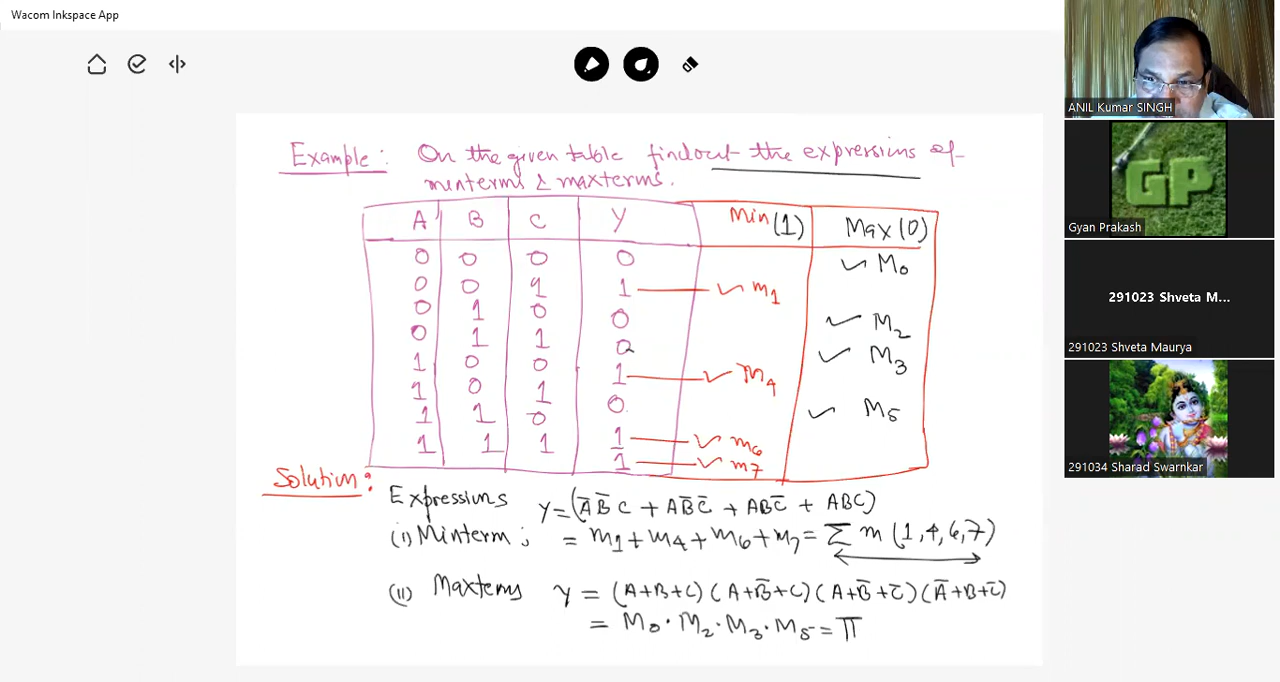 Wacom Inkspace App
Example: On the given table findout the expressions of
minterms & maxterms.
A B C Y Min (1) Max (0)
0 0 0 0 ✓ M₀
0 0 1 1 ✓ m₁
0 1 0 0 ✓ M₂
0 1 1 0 ✓ M₃
1 0 0 1 ✓ m₄
1 0 1 0 ✓ M₅
1 1 0 1 ✓ m₆
1 1 1 1 ✓ m₇
Solution:
Expressions Y=(A̅ B̅ C + AB̅C̅ + ABC̅ + ABC)
(i) Minterm ; = m₁+m₄+m₆+m₇ = Σ m (1,4,6,7)
(ii) Maxterms Y = (A+B+C) (A+B̅+C) (A+B̅+C̅) (A̅+B+C̅)
= M₀·M₂·M₃·M₅ = π
ANIL Kumar SINGH
GP
Gyan Prakash
291023 Shveta M...
291023 Shveta Maurya
291034 Sharad Swarnkar